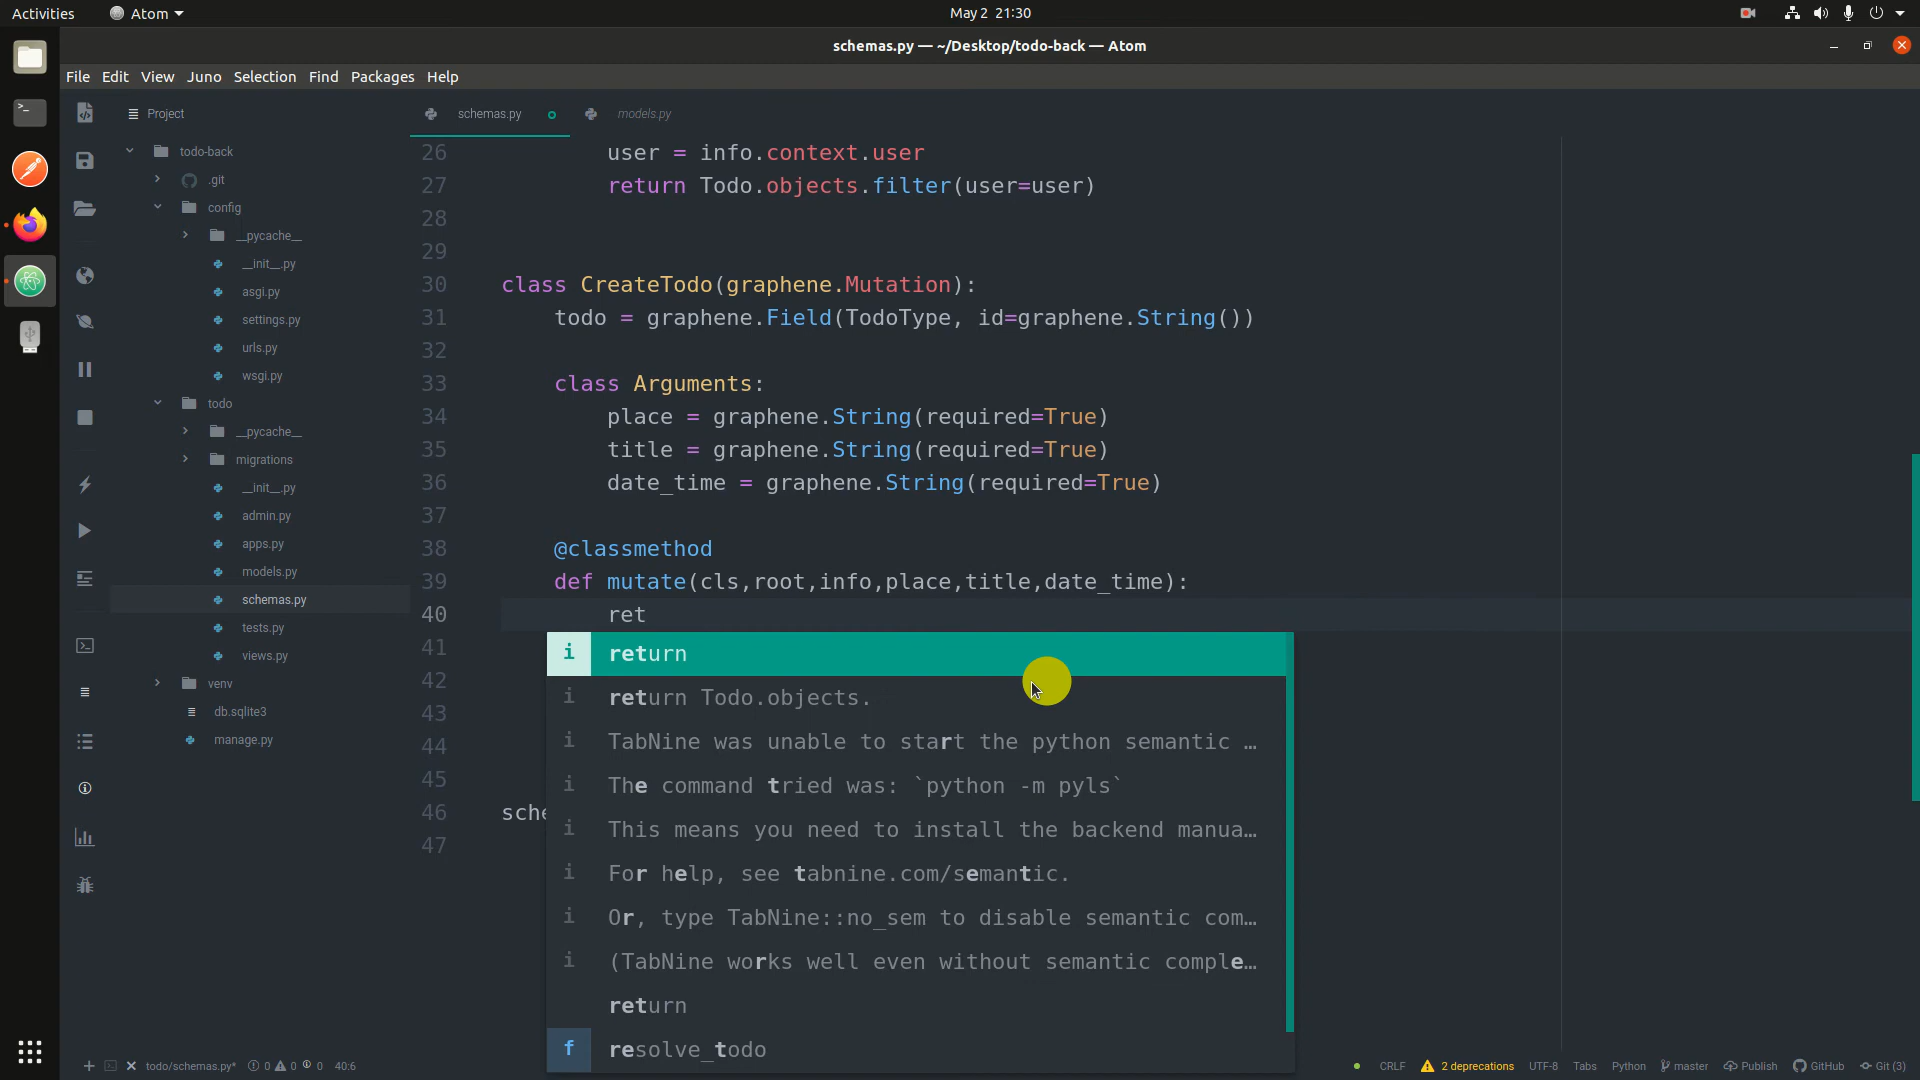 Activities
Atom
May 2 21:30
schemas.py — ~/Desktop/todo-back — Atom
File Edit View Juno Selection Find Packages Help
Project
schemas.py
models.py
todo-back
.git
config
__pycache__
__init__.py
asgi.py
settings.py
urls.py
wsgi.py
todo
__pycache__
migrations
__init__.py
admin.py
apps.py
models.py
schemas.py
tests.py
views.py
venv
db.sqlite3
manage.py
26 user = info.context.user
27 return Todo.objects.filter(user=user)
28
29
30 class CreateTodo(graphene.Mutation):
31 todo = graphene.Field(TodoType, id=graphene.String())
32
33 class Arguments:
34 place = graphene.String(required=True)
35 title = graphene.String(required=True)
36 date_time = graphene.String(required=True)
37
38 @classmethod
39 def mutate(cls,root,info,place,title,date_time):
40 ret
41
42
43
44
45
46 sche
47
i return
i return Todo.objects.
i TabNine was unable to start the python semantic …
i The command tried was: `python -m pyls`
i This means you need to install the backend manua…
i For help, see tabnine.com/semantic.
i Or, type TabNine::no_sem to disable semantic com…
i (TabNine works well even without semantic comple…
return
f resolve_todo
todo/schemas.py* 0 0 0 40:6
CRLF 2 deprecations UTF-8 Tabs Python master Publish GitHub Git (3)